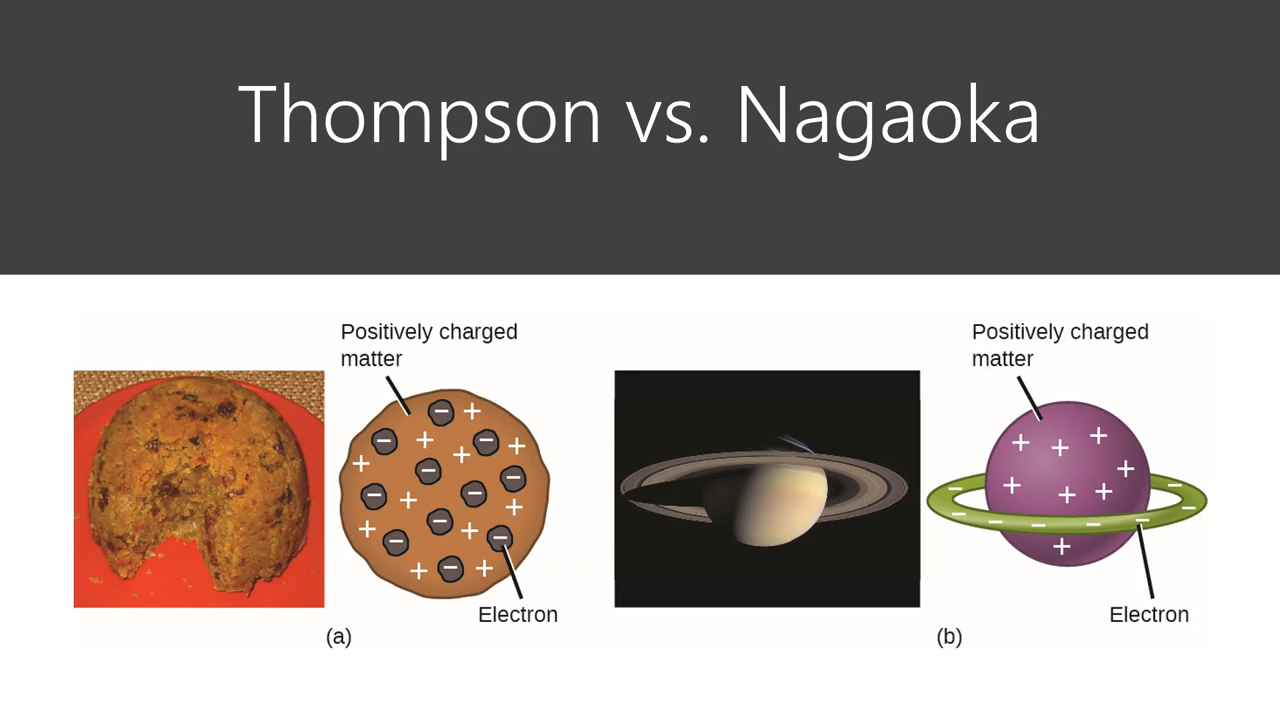 Thompson vs. Nagaoka
Positively charged
matter
Electron
(a)
Positively charged
matter
Electron
(b)